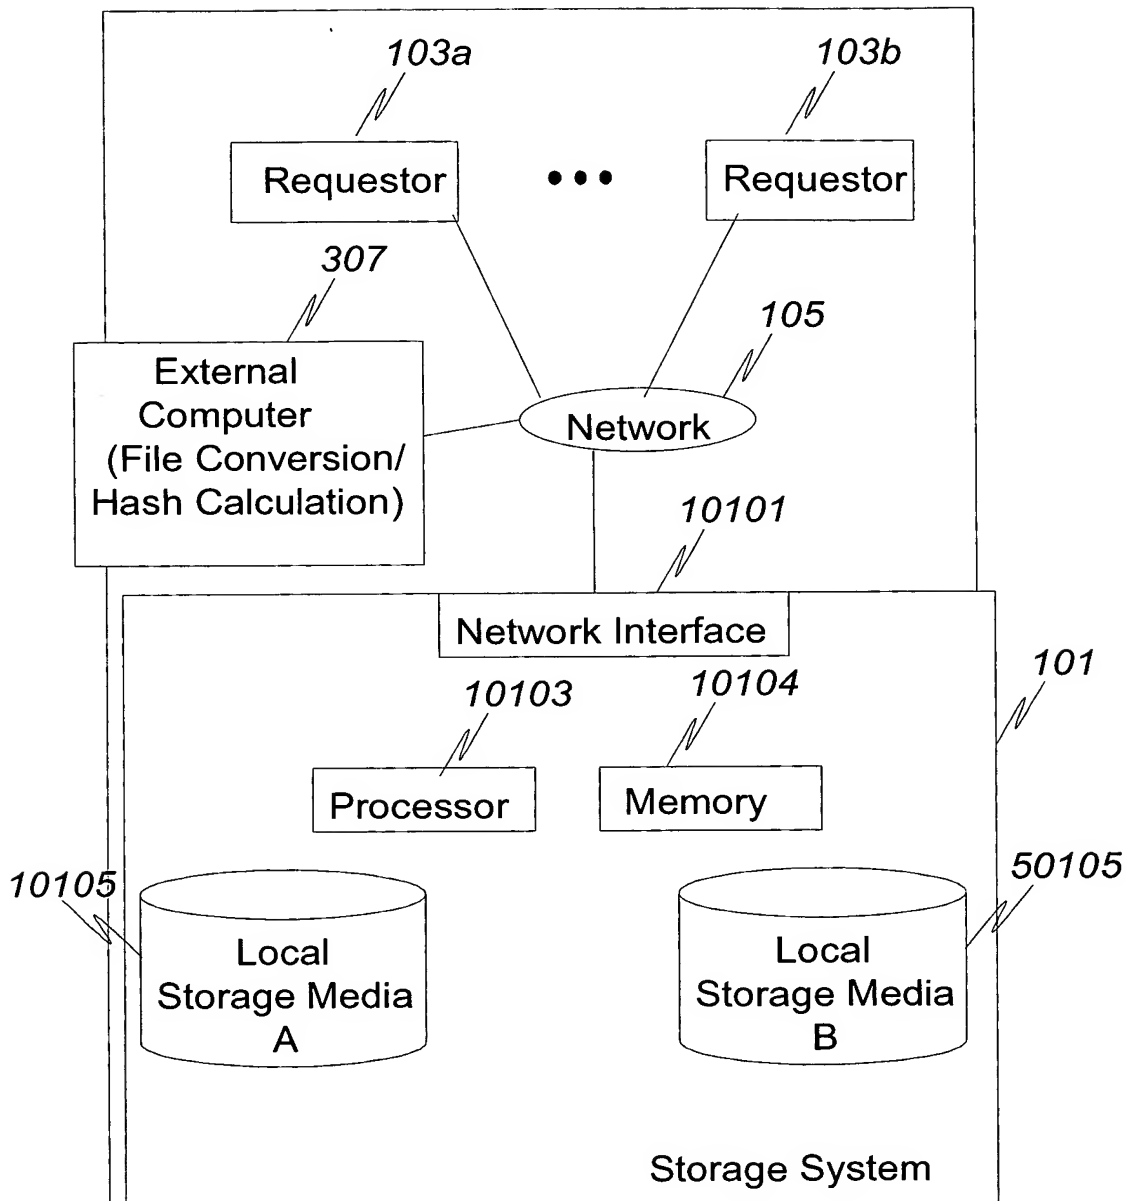 103a
103b
Requestor
Requestor
307
105
External
Computer
(File Conversion/
Hash Calculation)
Network
10101
Network Interface
101
10103
10104
Processor
Memory
10105
50105
Local
Storage Media
A
Local
Storage Media
B
Storage System